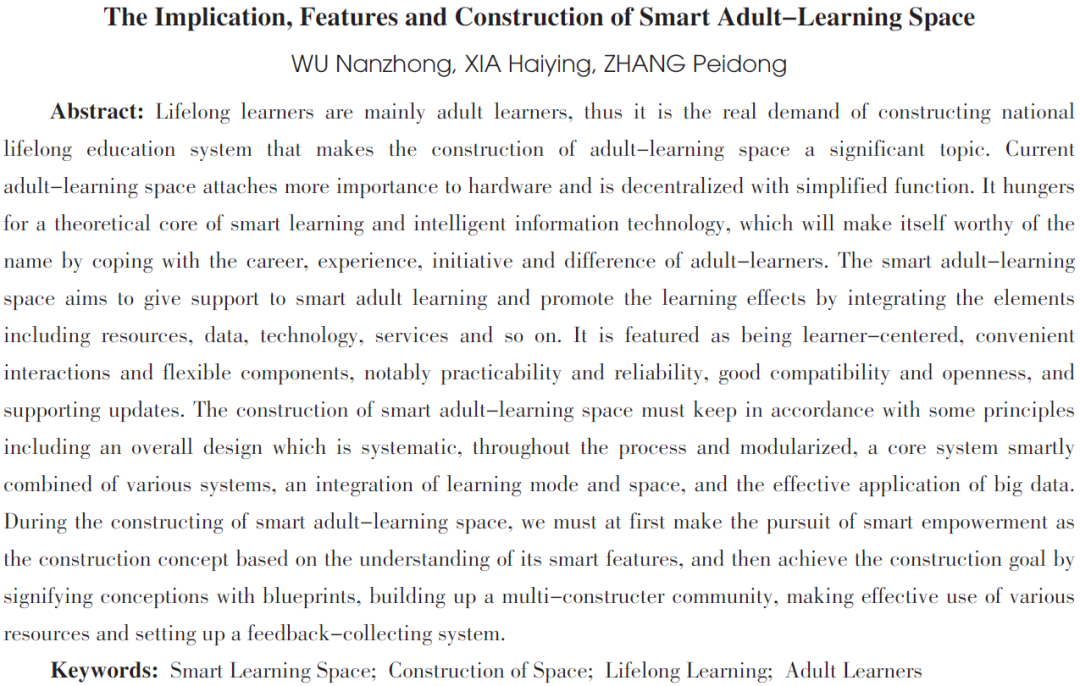 The Implication, Features and Construction of Smart Adult-Learning Space
WU Nanzhong, XIA Haiying, ZHANG Peidong
Abstract: Lifelong learners are mainly adult learners, thus it is the real demand of constructing national
lifelong education system that makes the construction of adult-learning space a significant topic. Current
adult-learning space attaches more importance to hardware and is decentralized with simplified function. It hungers
for a theoretical core of smart learning and intelligent information technology, which will make itself worthy of the
name by coping with the career, experience, initiative and difference of adult-learners. The smart adult-learning
space aims to give support to smart adult learning and promote the learning effects by integrating the elements
including resources, data, technology, services and so on. It is featured as being learner-centered, convenient
interactions and flexible components, notably practicability and reliability, good compatibility and openness, and
supporting updates. The construction of smart adult-learning space must keep in accordance with some principles
including an overall design which is systematic, throughout the process and modularized, a core system smartly
combined of various systems, an integration of learning mode and space, and the effective application of big data.
During the constructing of smart adult-learning space, we must at first make the pursuit of smart empowerment as
the construction concept based on the understanding of its smart features, and then achieve the construction goal by
signifying conceptions with blueprints, building up a multi-constructer community, making effective use of various
resources and setting up a feedback-collecting system.
Keywords: Smart Learning Space; Construction of Space; Lifelong Learning; Adult Learners